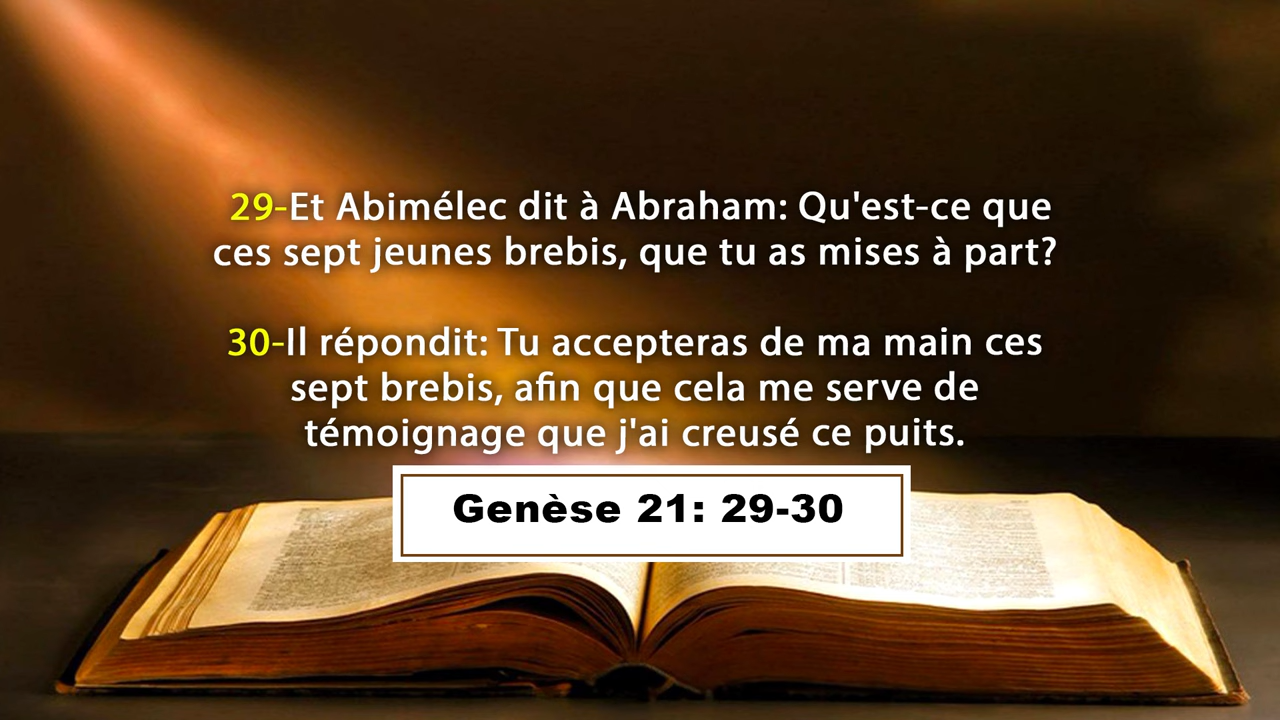 29-Et Abimélec dit à Abraham: Qu'est-ce que
ces sept jeunes brebis, que tu as mises à part?
30-Il répondit: Tu accepteras de ma main ces
sept brebis, afin que cela me serve de
témoignage que j'ai creusé ce puits.
Genèse 21: 29-30